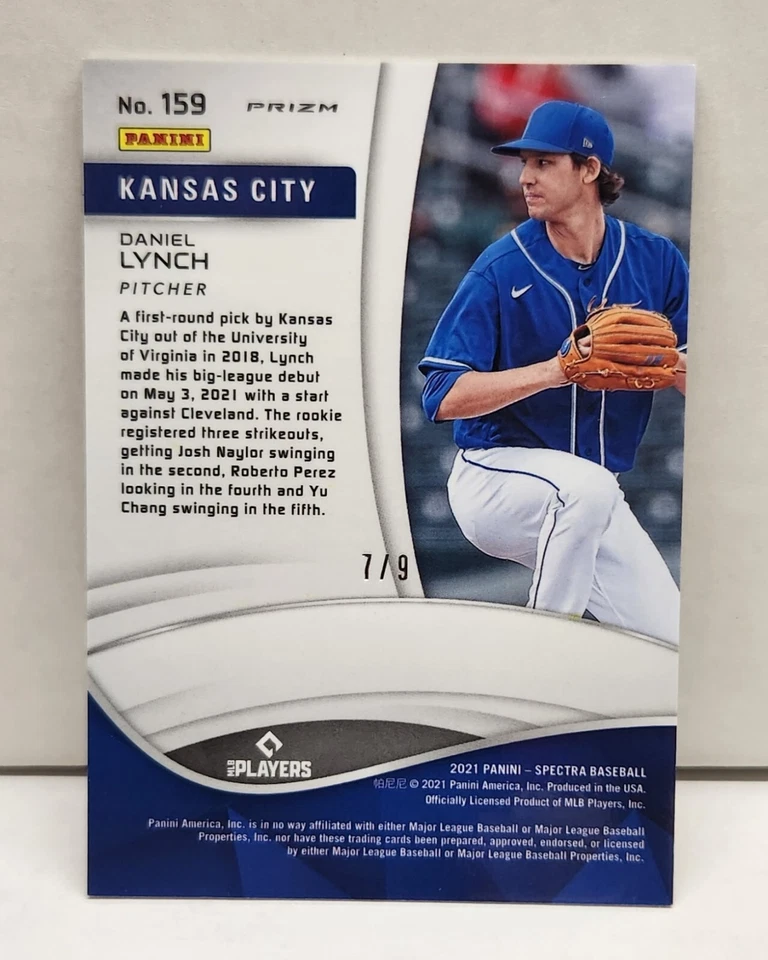 No. 159 PRIZM
PANINI
KANSAS CITY
DANIEL
LYNCH
PITCHER
A first-round pick by Kansas
City out of the University
of Virginia in 2018, Lynch
made his big-league debut
on May 3, 2021 with a start
against Cleveland. The rookie
registered three strikeouts,
getting Josh Naylor swinging
in the second, Roberto Perez
looking in the fourth and Yu
Chang swinging in the fifth.
7/9
MLB PLAYERS
2021 PANINI – SPECTRA BASEBALL
帕尼尼 © 2021 Panini America, Inc. Produced in the USA.
Officially Licensed Product of MLB Players, Inc.
Panini America, Inc. is in no way affiliated with either Major League Baseball or Major League Baseball
Properties, Inc. nor have these trading cards been prepared, approved, endorsed, or licensed
by either Major League Baseball or Major League Baseball Properties, Inc.